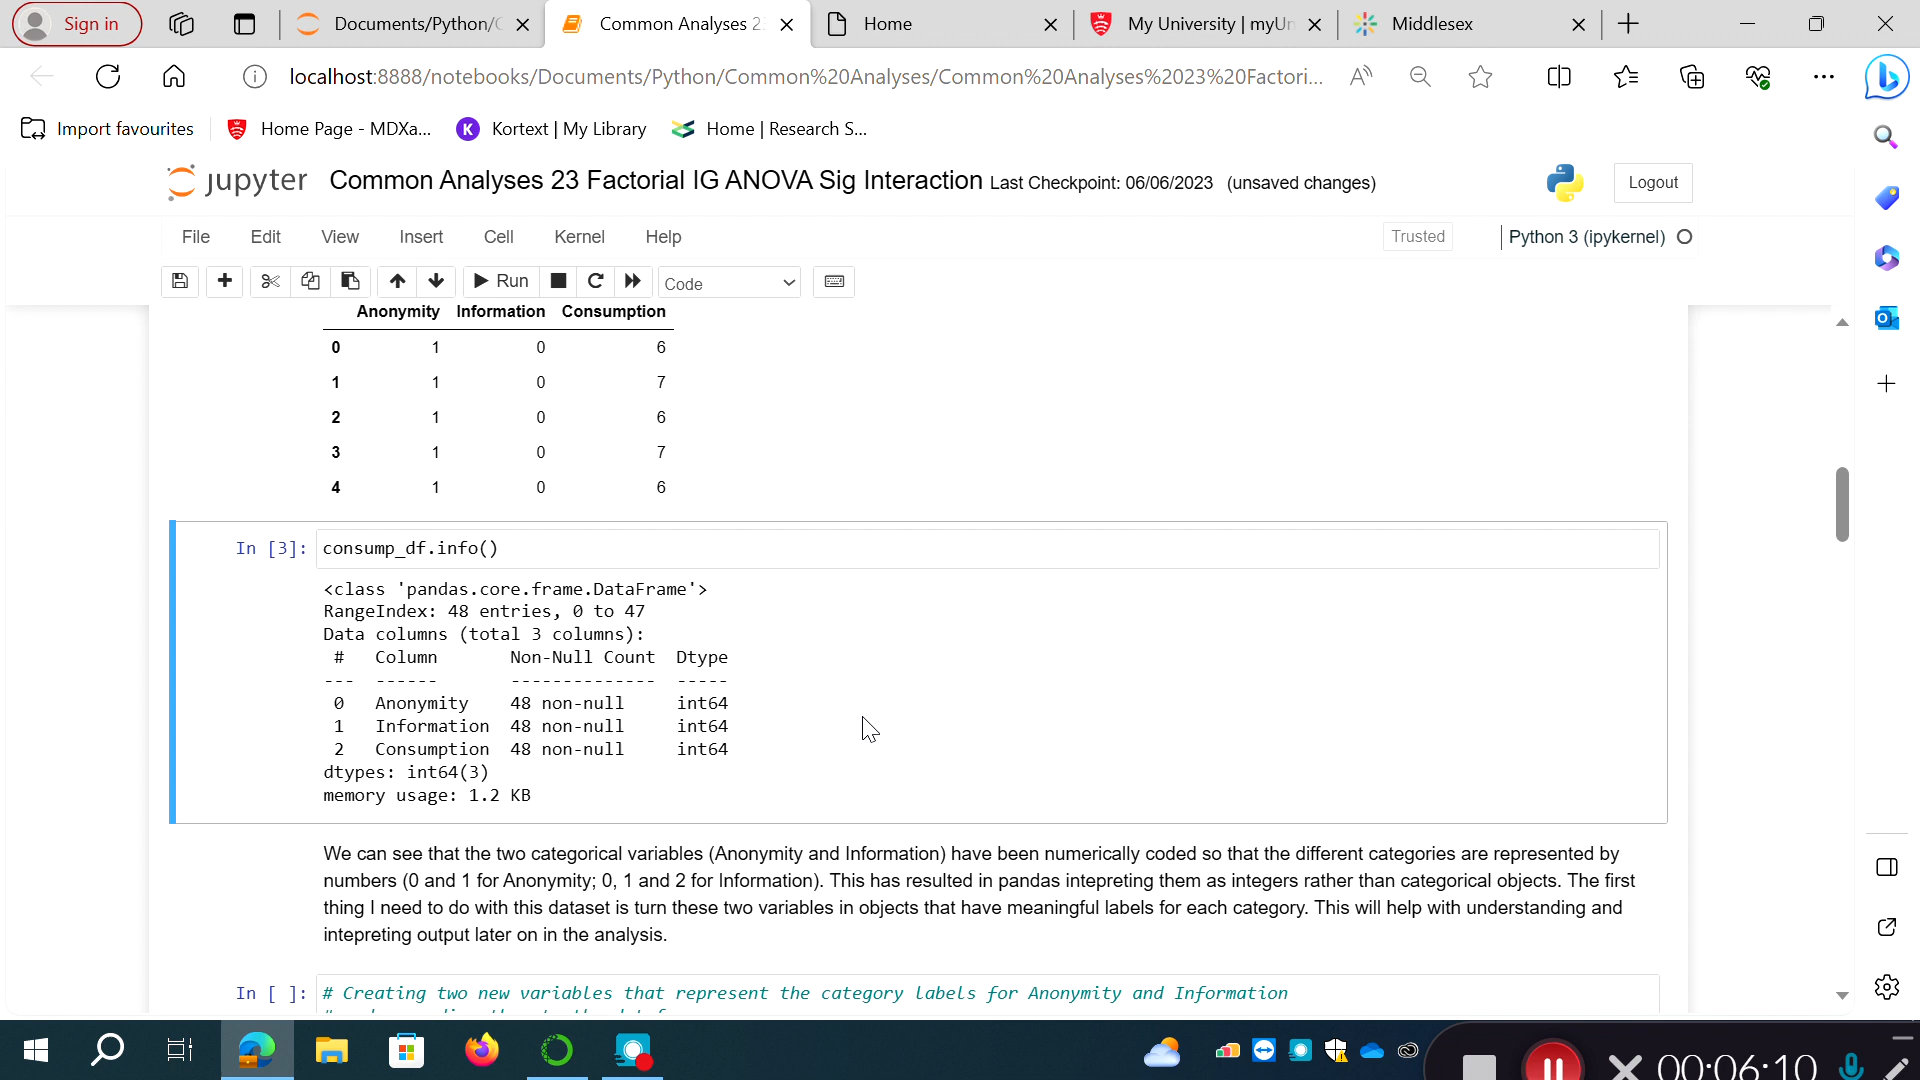 Sign in
Documents/Python/C
Common Analyses 2
Home
My University | myUn
Middlesex
localhost:8888/notebooks/Documents/Python/Common%20Analyses/Common%20Analyses%2023%20Factori...
Import favourites
Home Page - MDXa...
Kortext | My Library
Home | Research S...
jupyter Common Analyses 23 Factorial IG ANOVA Sig Interaction Last Checkpoint: 06/06/2023 (unsaved changes)
Logout
File Edit View Insert Cell Kernel Help
Trusted
Python 3 (ipykernel)
Run
Code
Anonymity Information Consumption
0 1 0 6
1 1 0 7
2 1 0 6
3 1 0 7
4 1 0 6
In [3]: consump_df.info()
<class 'pandas.core.frame.DataFrame'>
RangeIndex: 48 entries, 0 to 47
Data columns (total 3 columns):
# Column Non-Null Count Dtype
--- ------ -------------- -----
0 Anonymity 48 non-null int64
1 Information 48 non-null int64
2 Consumption 48 non-null int64
dtypes: int64(3)
memory usage: 1.2 KB
We can see that the two categorical variables (Anonymity and Information) have been numerically coded so that the different categories are represented by
numbers (0 and 1 for Anonymity; 0, 1 and 2 for Information). This has resulted in pandas intepreting them as integers rather than categorical objects. The first
thing I need to do with this dataset is turn these two variables in objects that have meaningful labels for each category. This will help with understanding and
intepreting output later on in the analysis.
In [ ]: # Creating two new variables that represent the category labels for Anonymity and Information
00:06:10